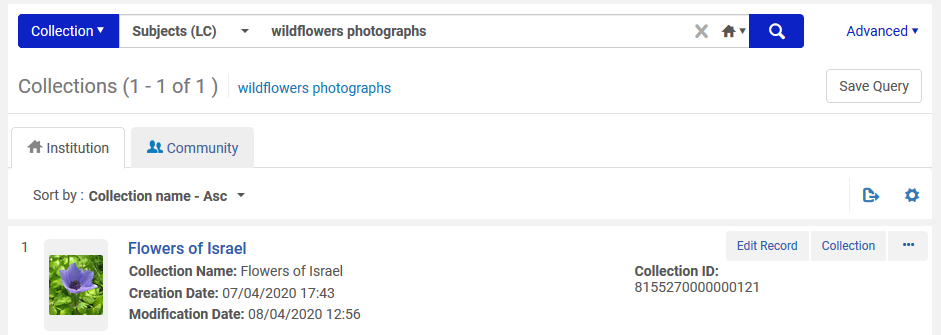 Collection Subjects (LC) wildflowers photographs Advanced
Collections (1 - 1 of 1 ) wildflowers photographs Save Query
Institution Community
Sort by : Collection name - Asc
1 Flowers of Israel Edit Record Collection •••
Collection Name: Flowers of Israel Collection ID:
Creation Date: 07/04/2020 17:43 8155270000000121
Modification Date: 08/04/2020 12:56